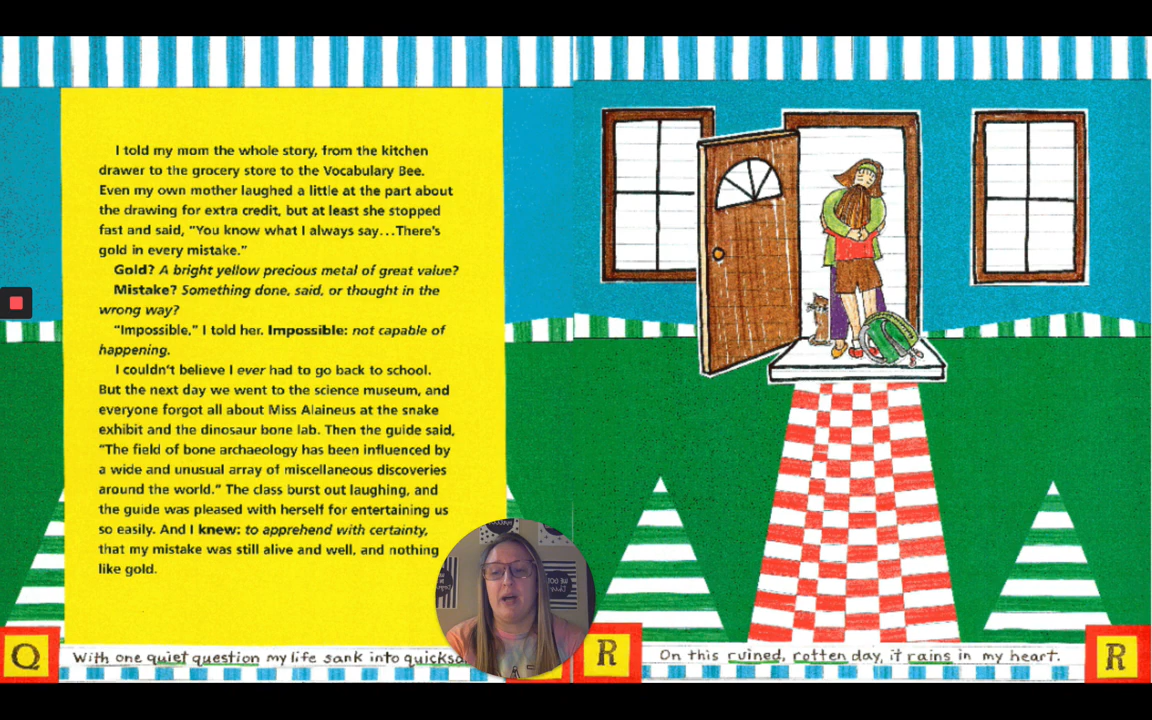 I told my mom the whole story, from the kitchen
drawer to the grocery store to the Vocabulary Bee.
Even my own mother laughed a little at the part about
the drawing for extra credit, but at least she stopped
fast and said, “You know what I always say…There’s
gold in every mistake.”
Gold? A bright yellow precious metal of great value?
Mistake? Something done, said, or thought in the
wrong way?
“Impossible,” I told her. Impossible: not capable of
happening.
I couldn’t believe I ever had to go back to school.
But the next day we went to the science museum, and
everyone forgot all about Miss Alaineus at the snake
exhibit and the dinosaur bone lab. Then the guide said,
“The field of bone archaeology has been influenced by
a wide and unusual array of miscellaneous discoveries
around the world.” The class burst out laughing, and
the guide was pleased with herself for entertaining us
so easily. And I knew: to apprehend with certainty,
that my mistake was still alive and well, and nothing
like gold.
Q
With one quiet question my life sank into
R
On this ruined, rotten day, it rains in my heart.
R